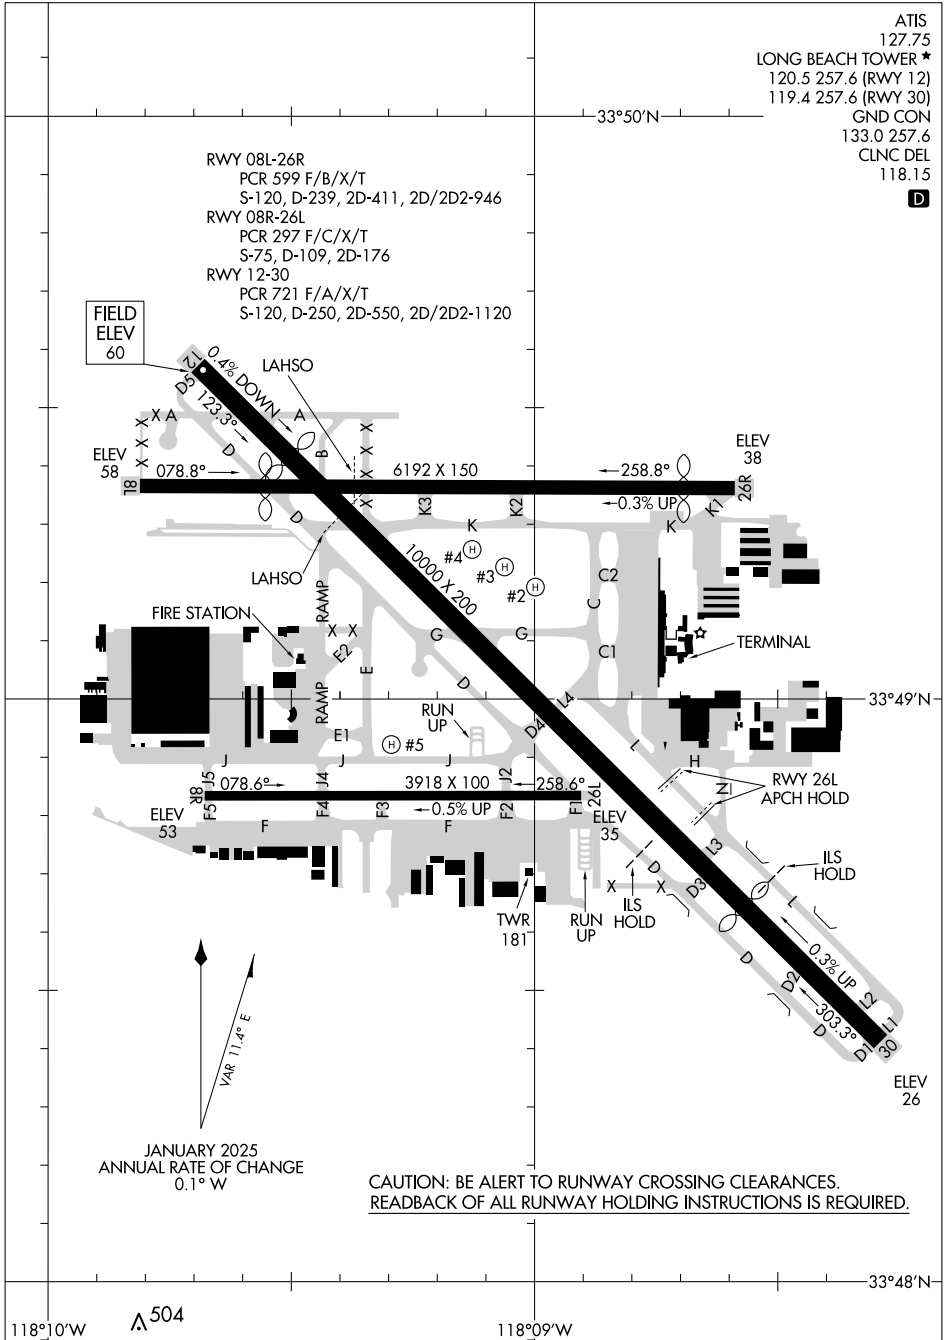 ATIS
127.75
LONG BEACH TOWER ★
120.5 257.6 (RWY 12)
119.4 257.6 (RWY 30)
GND CON
133.0 257.6
CLNC DEL
118.15
D
33°50'N
RWY 08L-26R
PCR 599 F/B/X/T
S-120, D-239, 2D-411, 2D/2D2-946
RWY 08R-26L
PCR 297 F/C/X/T
S-75, D-109, 2D-176
RWY 12-30
PCR 721 F/A/X/T
S-120, D-250, 2D-550, 2D/2D2-1120
FIELD
ELEV
60
12
0.4% DOWN
LAHSO
D5
123.3°
X A
A
X
X
X
D
B
X
X
X
X
ELEV
58
078.8°
6192 X 150
258.8°
ELEV
38
8L
26R
0.3% UP
D
K3
K2
K
K
K1
LAHSO
10000 X 200
#4 H
#3 H
#2 H
C2
C
C1
RAMP
FIRE STATION
X X
E2
E
G
G
TERMINAL
D
33°49'N
RAMP
L4
D4
RUN
UP
E1
H #5
L
J
J
J
H
RWY 26L
APCH HOLD
N
J5
078.6°
J4
3918 X 100
J2
258.6°
8R
26L
0.5% UP
F5
F4
F3
F2
F1
ELEV
53
F
F
ELEV
35
L3
ILS
HOLD
D
X X
D3
L
TWR
181
RUN
UP
ILS
HOLD
0.3% UP
D
D2
303.3°
L2
L1
D
D1
30
ELEV
26
VAR 11.4° E
JANUARY 2025
ANNUAL RATE OF CHANGE
0.1° W
CAUTION: BE ALERT TO RUNWAY CROSSING CLEARANCES.
READBACK OF ALL RUNWAY HOLDING INSTRUCTIONS IS REQUIRED.
33°48'N
504
118°10'W
118°09'W